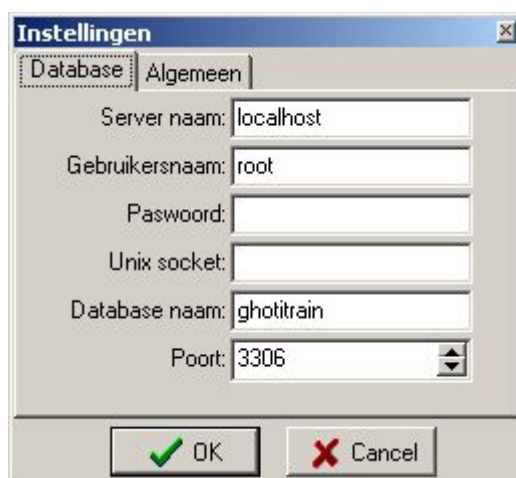 Instellingen
Database Algemeen
Server naam: localhost
Gebruikersnaam: root
Paswoord:
Unix socket:
Database naam: ghotitrain
Poort: 3306
OK Cancel